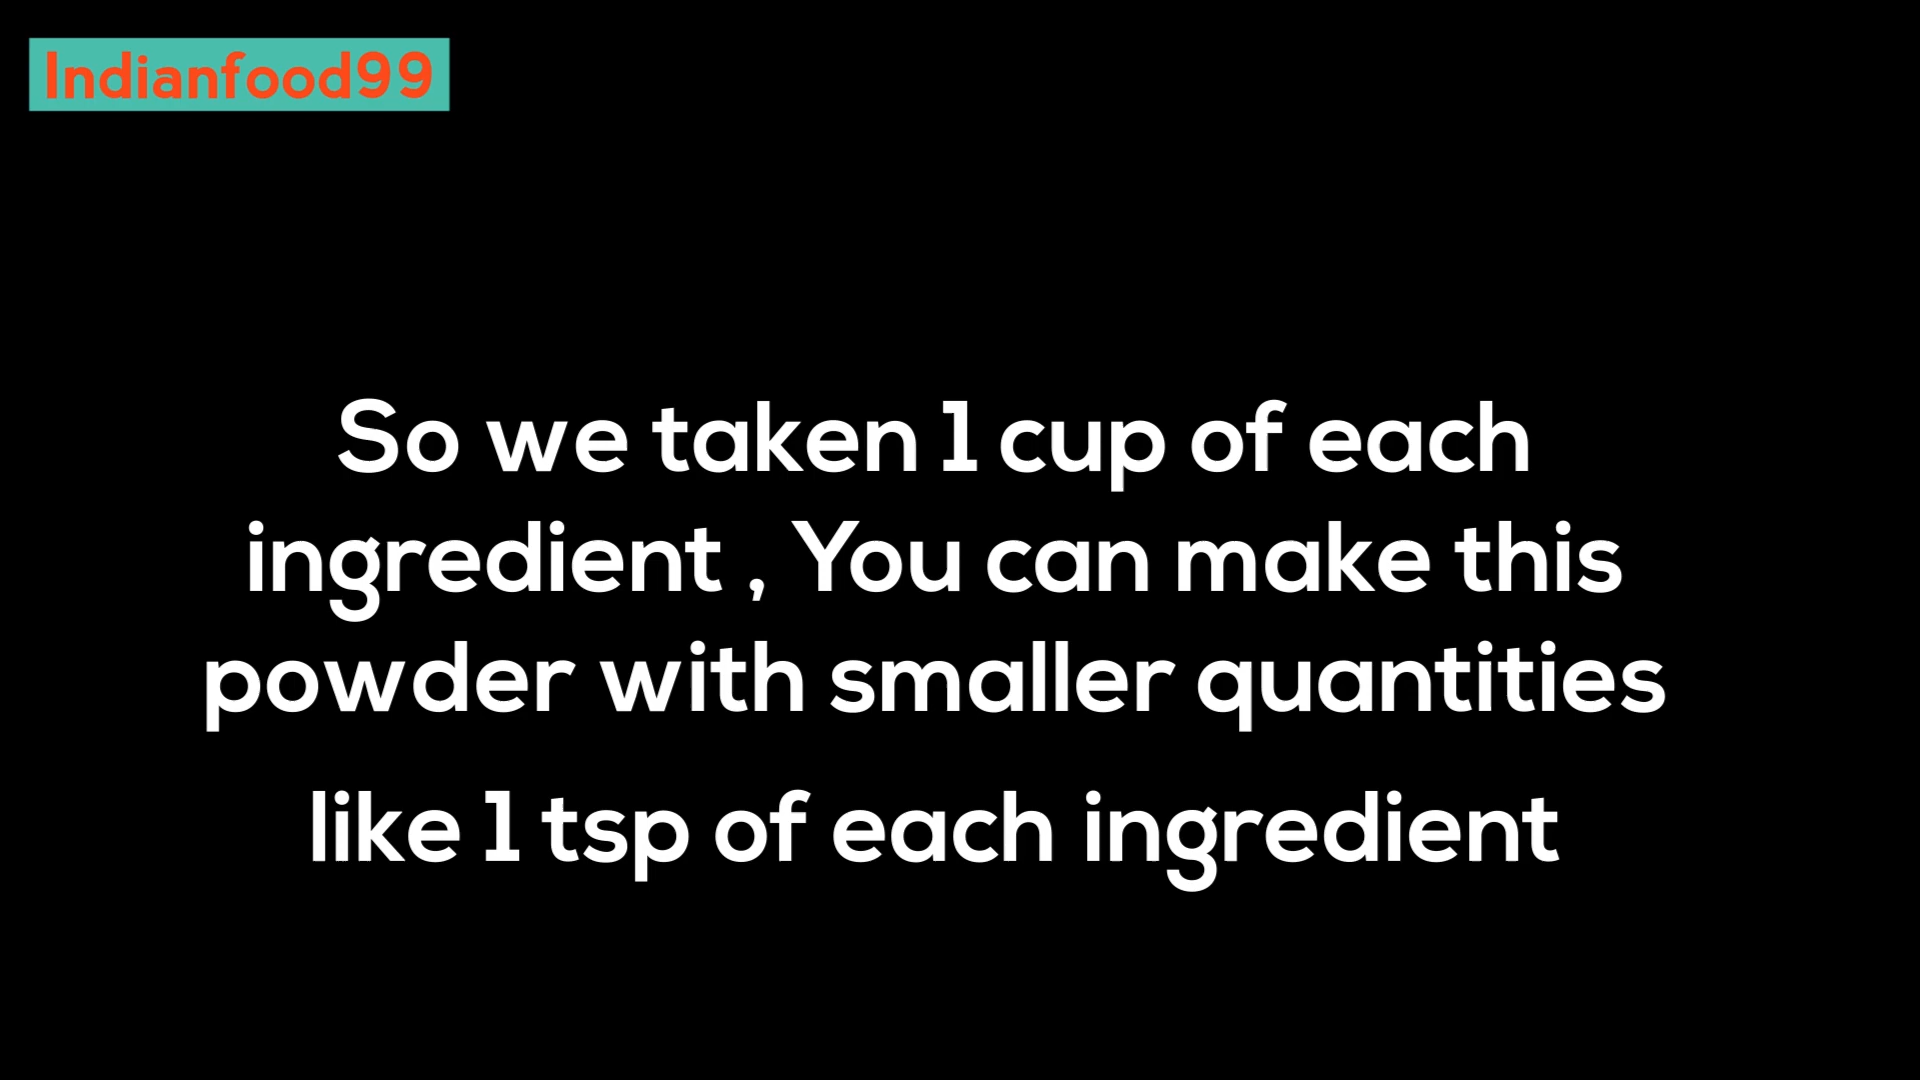 Indianfood99
So we taken 1 cup of each
ingredient , You can make this
powder with smaller quantities
like 1 tsp of each ingredient